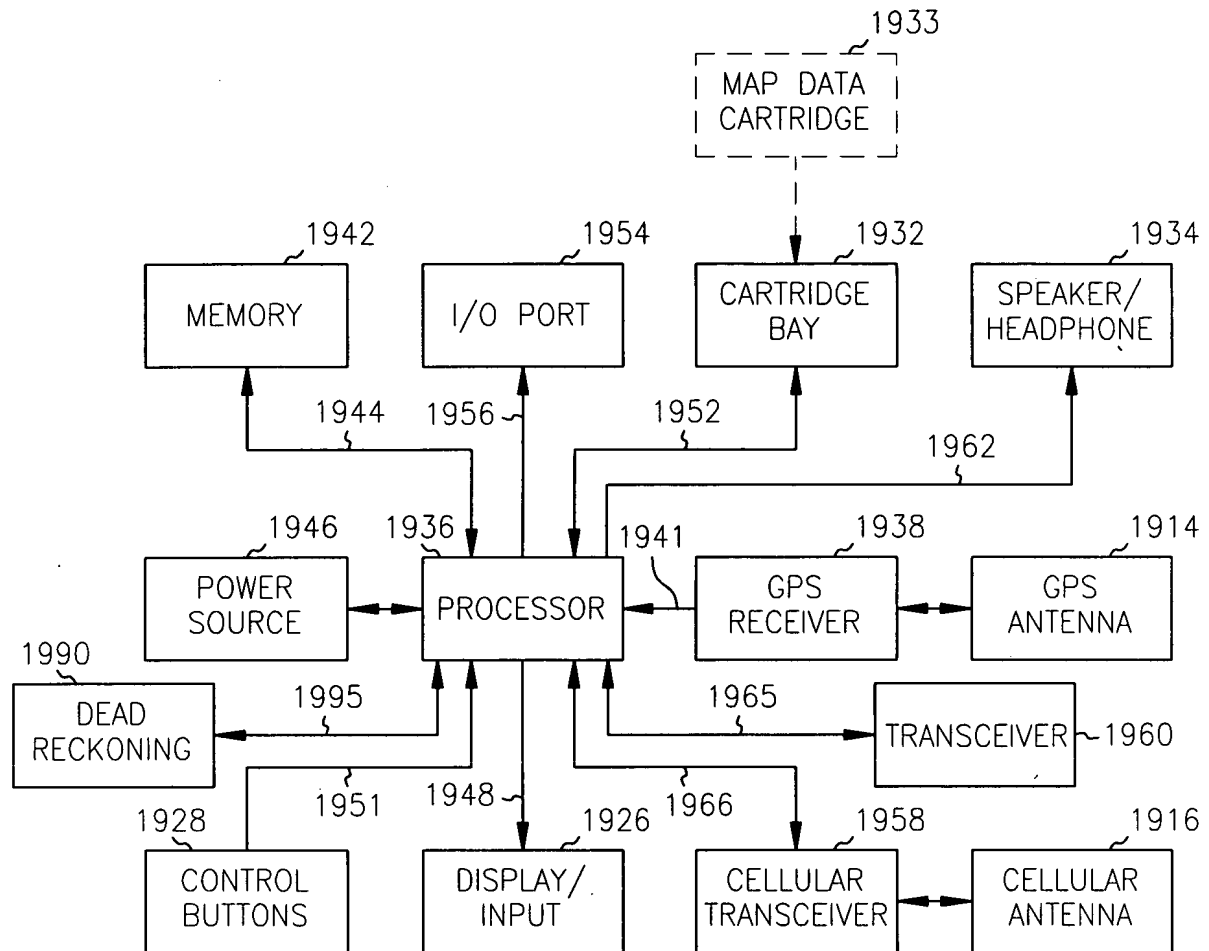 1933
MAP DATA
CARTRIDGE
1942
1954
1932
1934
MEMORY
I/O PORT
CARTRIDGE
BAY
SPEAKER/
HEADPHONE
1944
1956
1952
1962
1946
1936
1941
1938
1914
POWER
SOURCE
PROCESSOR
GPS
RECEIVER
GPS
ANTENNA
1990
1995
1965
DEAD
RECKONING
TRANSCEIVER
1960
1951
1948
1966
1928
1926
1958
1916
CONTROL
BUTTONS
DISPLAY/
INPUT
CELLULAR
TRANSCEIVER
CELLULAR
ANTENNA